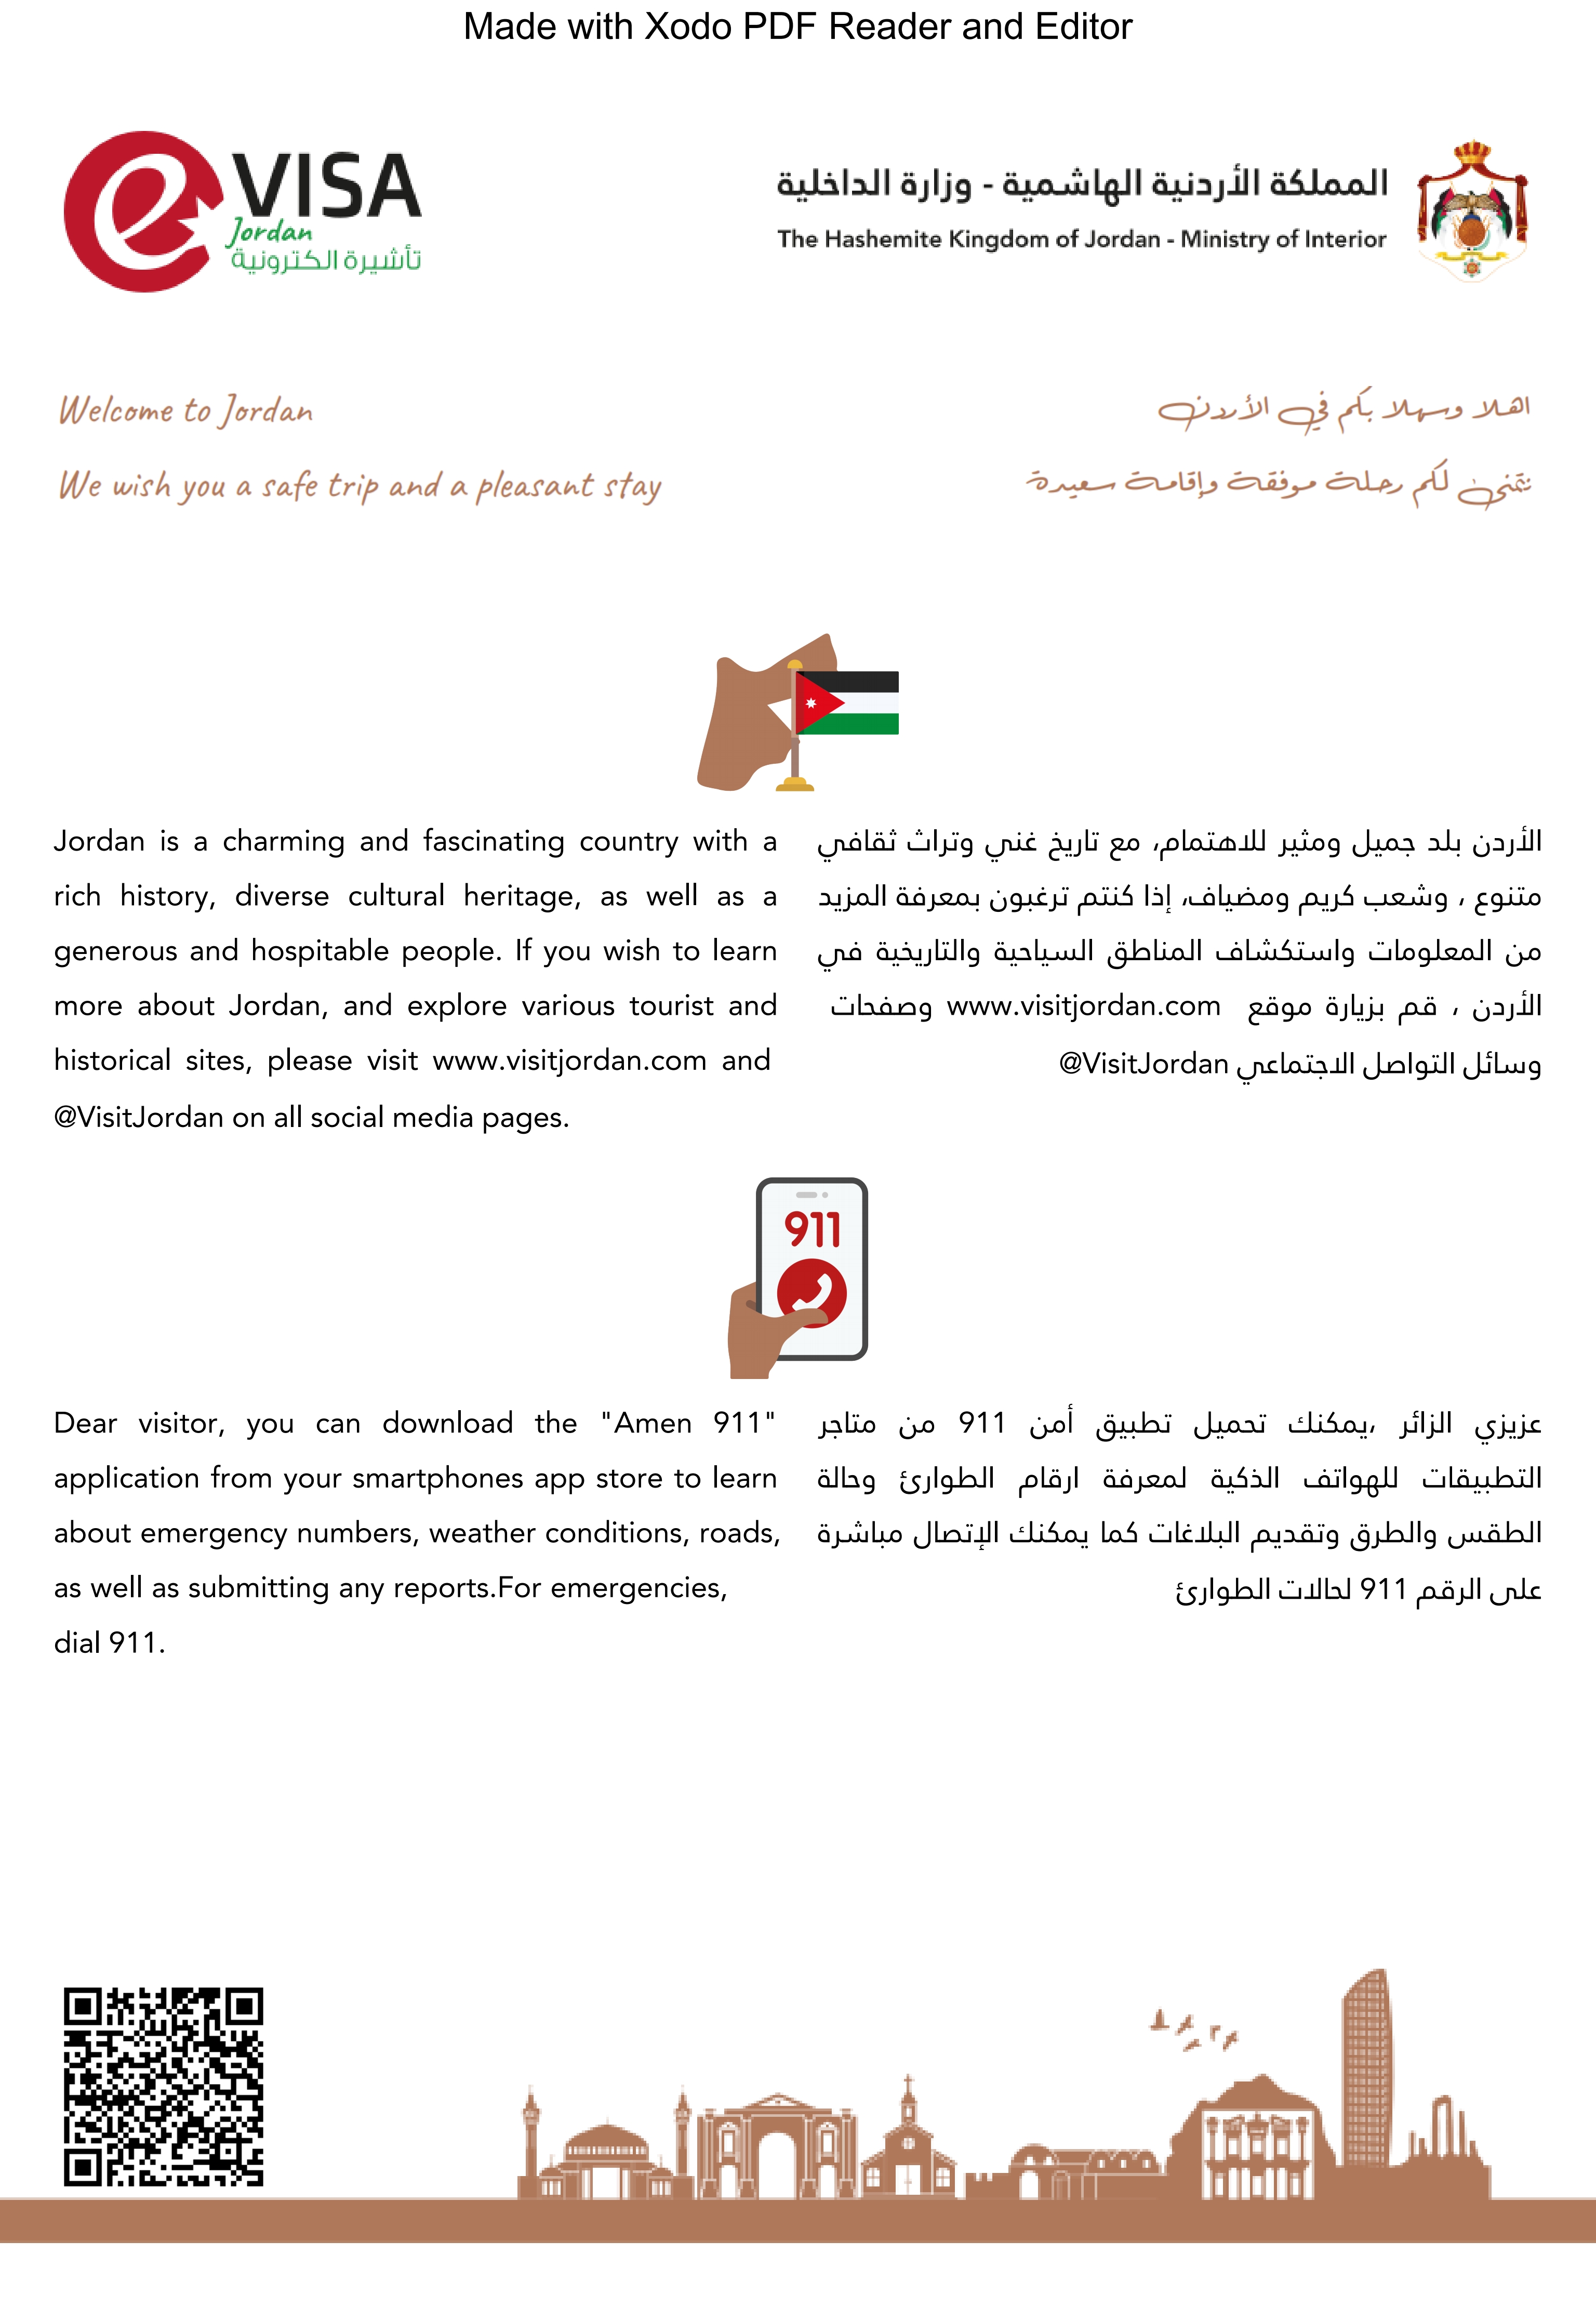 Made with Xodo PDF Reader and Editor
e VISA
Jordan
تأشيرة الكترونية
المملكة الأردنية الهاشمية - وزارة الداخلية
The Hashemite Kingdom of Jordan - Ministry of Interior
Welcome to Jordan
We wish you a safe trip and a pleasant stay
اهلا وسهلا بكم في الأردن
نتمنى لكم رحلة موفقة وإقامة سعيدة
Jordan is a charming and fascinating country with a
rich history, diverse cultural heritage, as well as a
generous and hospitable people. If you wish to learn
more about Jordan, and explore various tourist and
historical sites, please visit www.visitjordan.com and
@VisitJordan on all social media pages.
الأردن بلد جميل ومثير للاهتمام، مع تاريخ غني وتراث ثقافي
متنوع ، وشعب كريم ومضياف، إذا كنتم ترغبون بمعرفة المزيد
من المعلومات واستكشاف المناطق السياحية والتاريخية في
الأردن ، قم بزيارة موقع www.visitjordan.com وصفحات
وسائل التواصل الاجتماعي @VisitJordan
911
Dear visitor, you can download the "Amen 911"
application from your smartphones app store to learn
about emergency numbers, weather conditions, roads,
as well as submitting any reports.For emergencies,
dial 911.
عزيزي الزائر ،يمكنك تحميل تطبيق أمن 911 من متاجر
التطبيقات للهواتف الذكية لمعرفة ارقام الطوارئ وحالة
الطقس والطرق وتقديم البلاغات كما يمكنك الإتصال مباشرة
على الرقم 911 لحالات الطوارئ